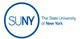 SUNY
The State University
of New York